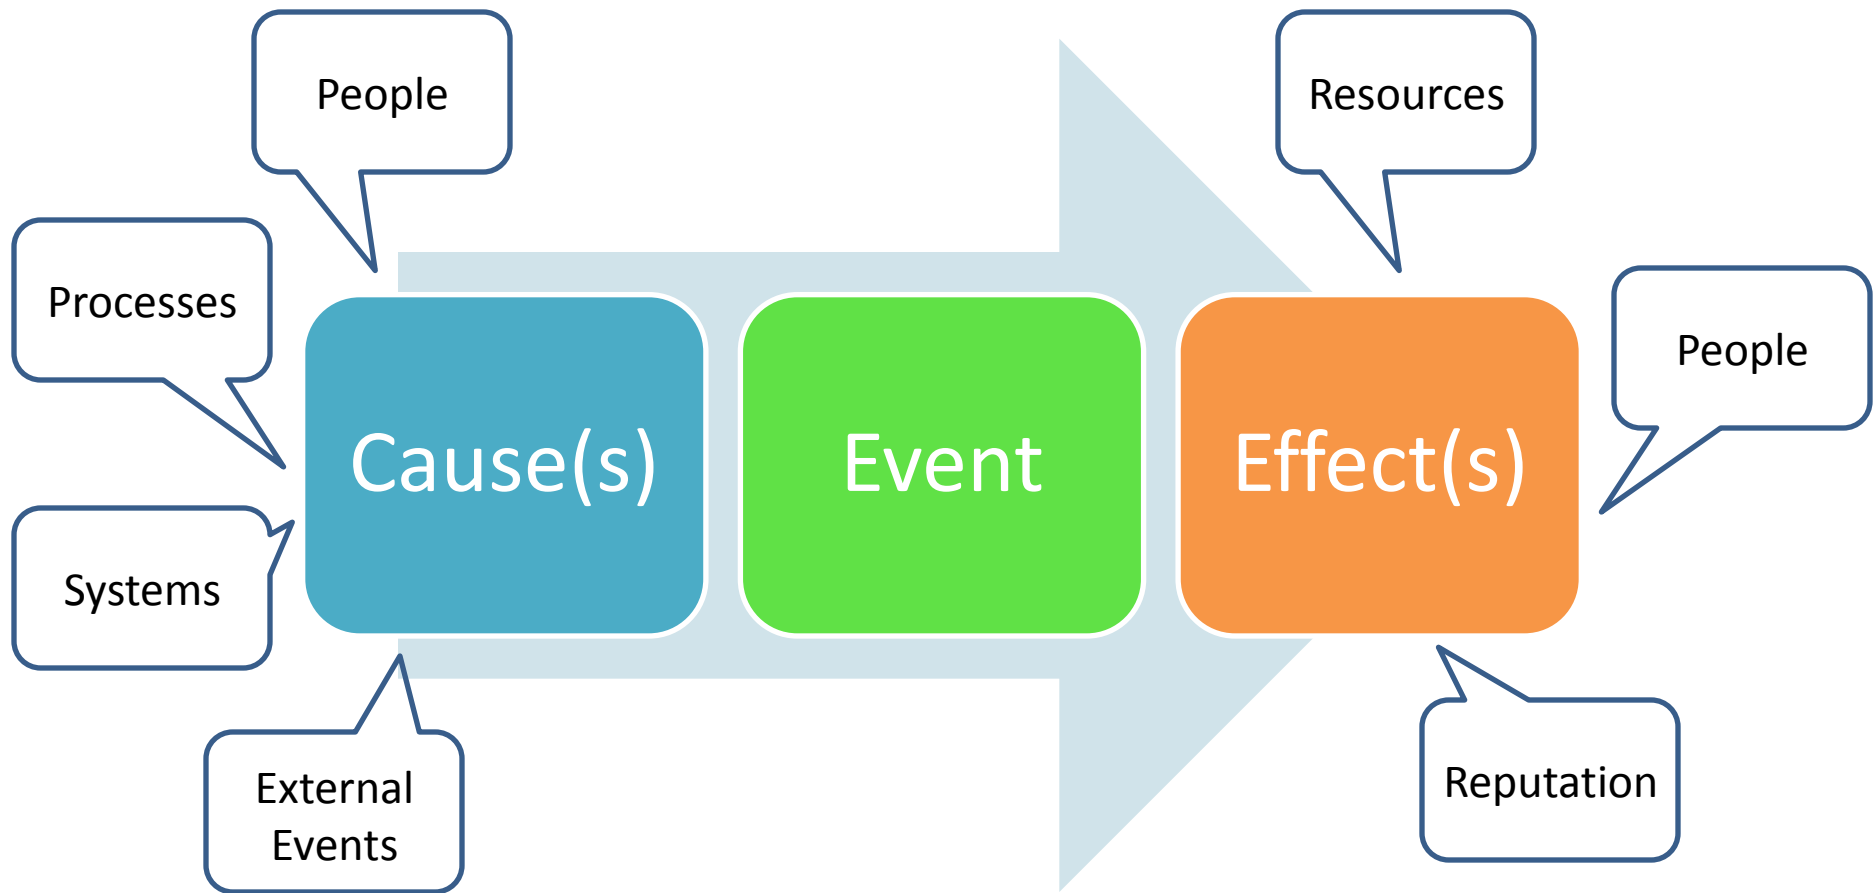 People
Resources
Processes
People
Cause(s)
Event
Effect(s)
Systems
External
Events
Reputation